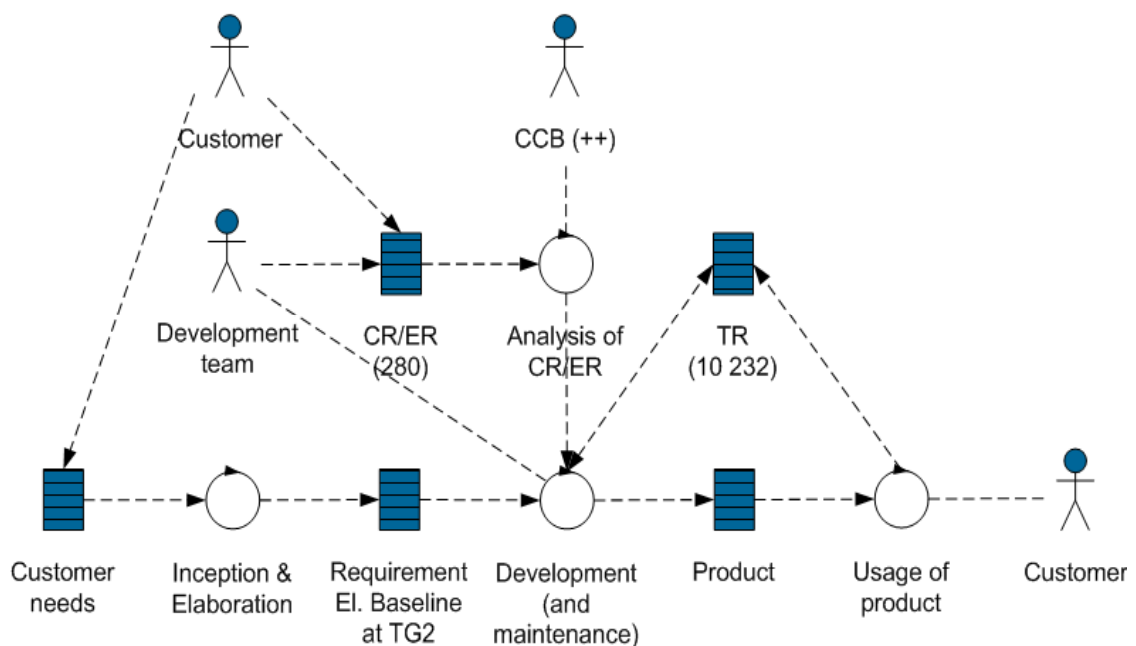 Customer
CCB (++)
Development
team
CR/ER
(280)
Analysis of
CR/ER
TR
(10 232)
Customer
needs
Inception &
Elaboration
Requirement
El. Baseline
at TG2
Development
(and
maintenance)
Product
Usage of
product
Customer